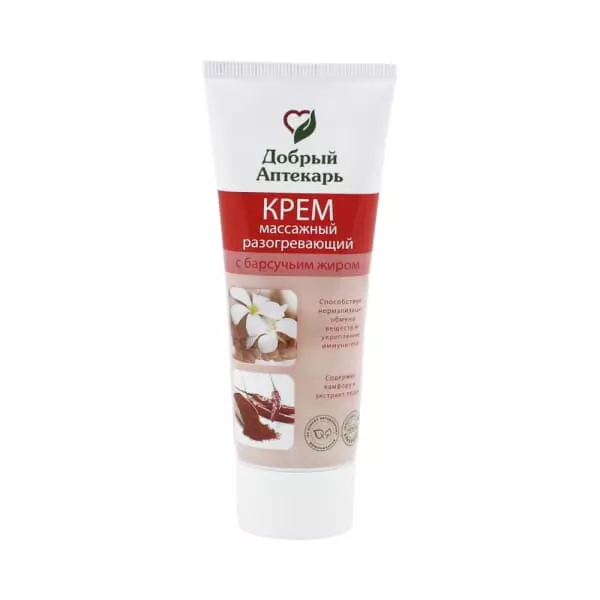 Добрый
Аптекарь
КРЕМ
массажный
разогревающий
с барсучьим жиром
Способствует
нормализации
обмена
веществ и
укреплению
иммунитета
Содержит
камфору и
экстракт перца